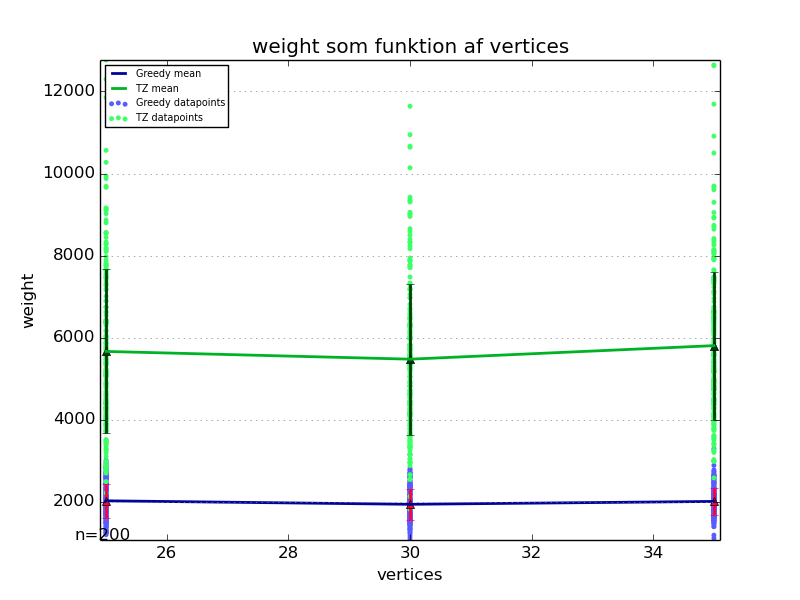 weight som funktion af vertices
Greedy mean
TZ mean
Greedy datapoints
TZ datapoints
12000
10000
8000
6000
4000
2000
weight
n=200
26 28 30 32 34
vertices